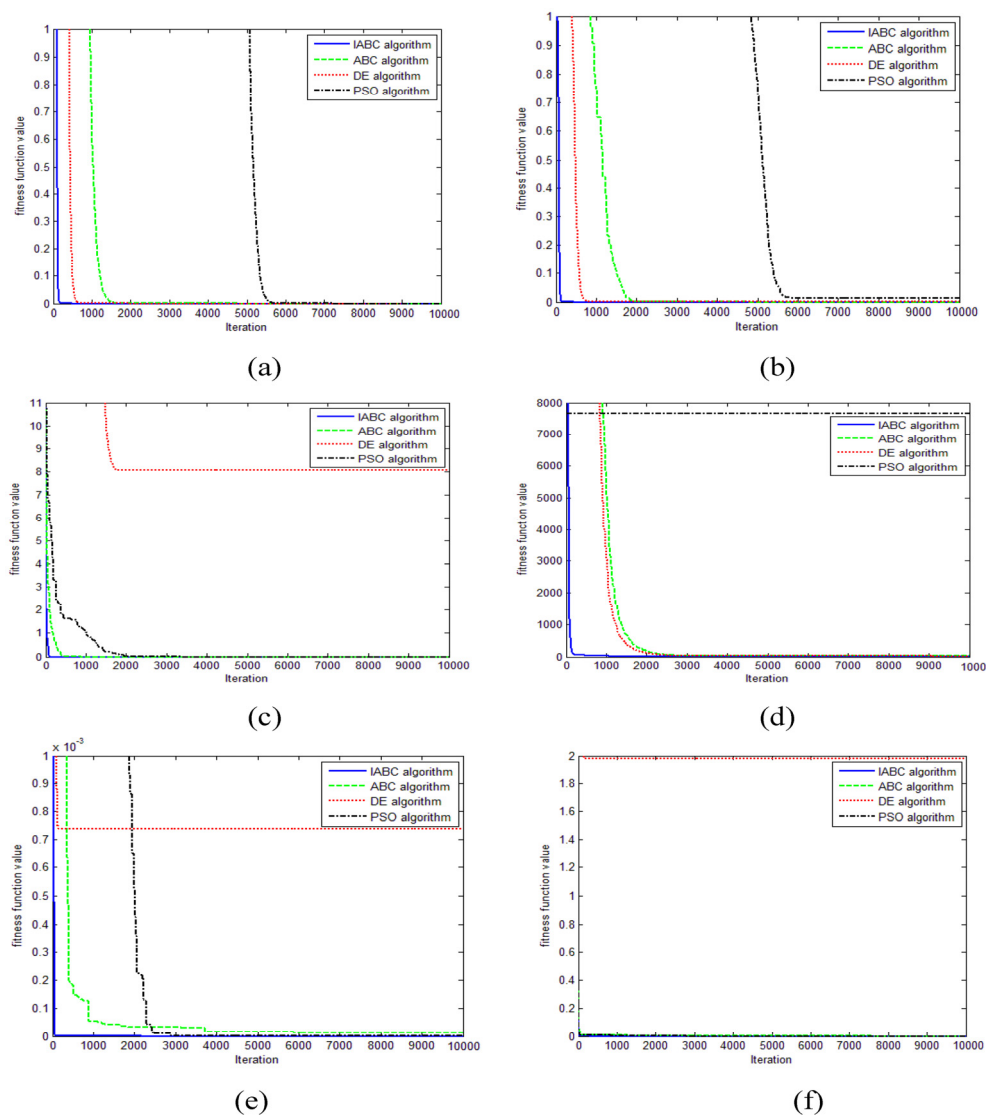 1
0.9
0.8
0.7
0.6
0.5
0.4
0.3
0.2
0.1
0
fitness function value
IABC algorithm
ABC algorithm
DE algorithm
PSO algorithm
0 1000 2000 3000 4000 5000 6000 7000 8000 9000 10000
Iteration
(a)
1
0.9
0.8
0.7
0.6
0.5
0.4
0.3
0.2
0.1
0
fitness function value
IABC algorithm
ABC algorithm
DE algorithm
PSO algorithm
0 1000 2000 3000 4000 5000 6000 7000 8000 9000 10000
Iteration
(b)
11
10
9
8
7
6
5
4
3
2
1
0
fitness function value
IABC algorithm
ABC algorithm
DE algorithm
PSO algorithm
0 1000 2000 3000 4000 5000 6000 7000 8000 9000 10000
Iteration
(c)
8000
7000
6000
5000
4000
3000
2000
1000
0
fitness function value
IABC algorithm
ABC algorithm
DE algorithm
PSO algorithm
0 1000 2000 3000 4000 5000 6000 7000 8000 9000 1000
Iteration
(d)
× 10⁻³
1
0.9
0.8
0.7
0.6
0.5
0.4
0.3
0.2
0.1
0
fitness function value
IABC algorithm
ABC algorithm
DE algorithm
PSO algorithm
0 1000 2000 3000 4000 5000 6000 7000 8000 9000 10000
Iteration
(e)
2
1.8
1.6
1.4
1.2
1
0.8
0.6
0.4
0.2
0
fitness function value
IABC algorithm
ABC algorithm
DE algorithm
PSO algorithm
0 1000 2000 3000 4000 5000 6000 7000 8000 9000 10000
Iteration
(f)